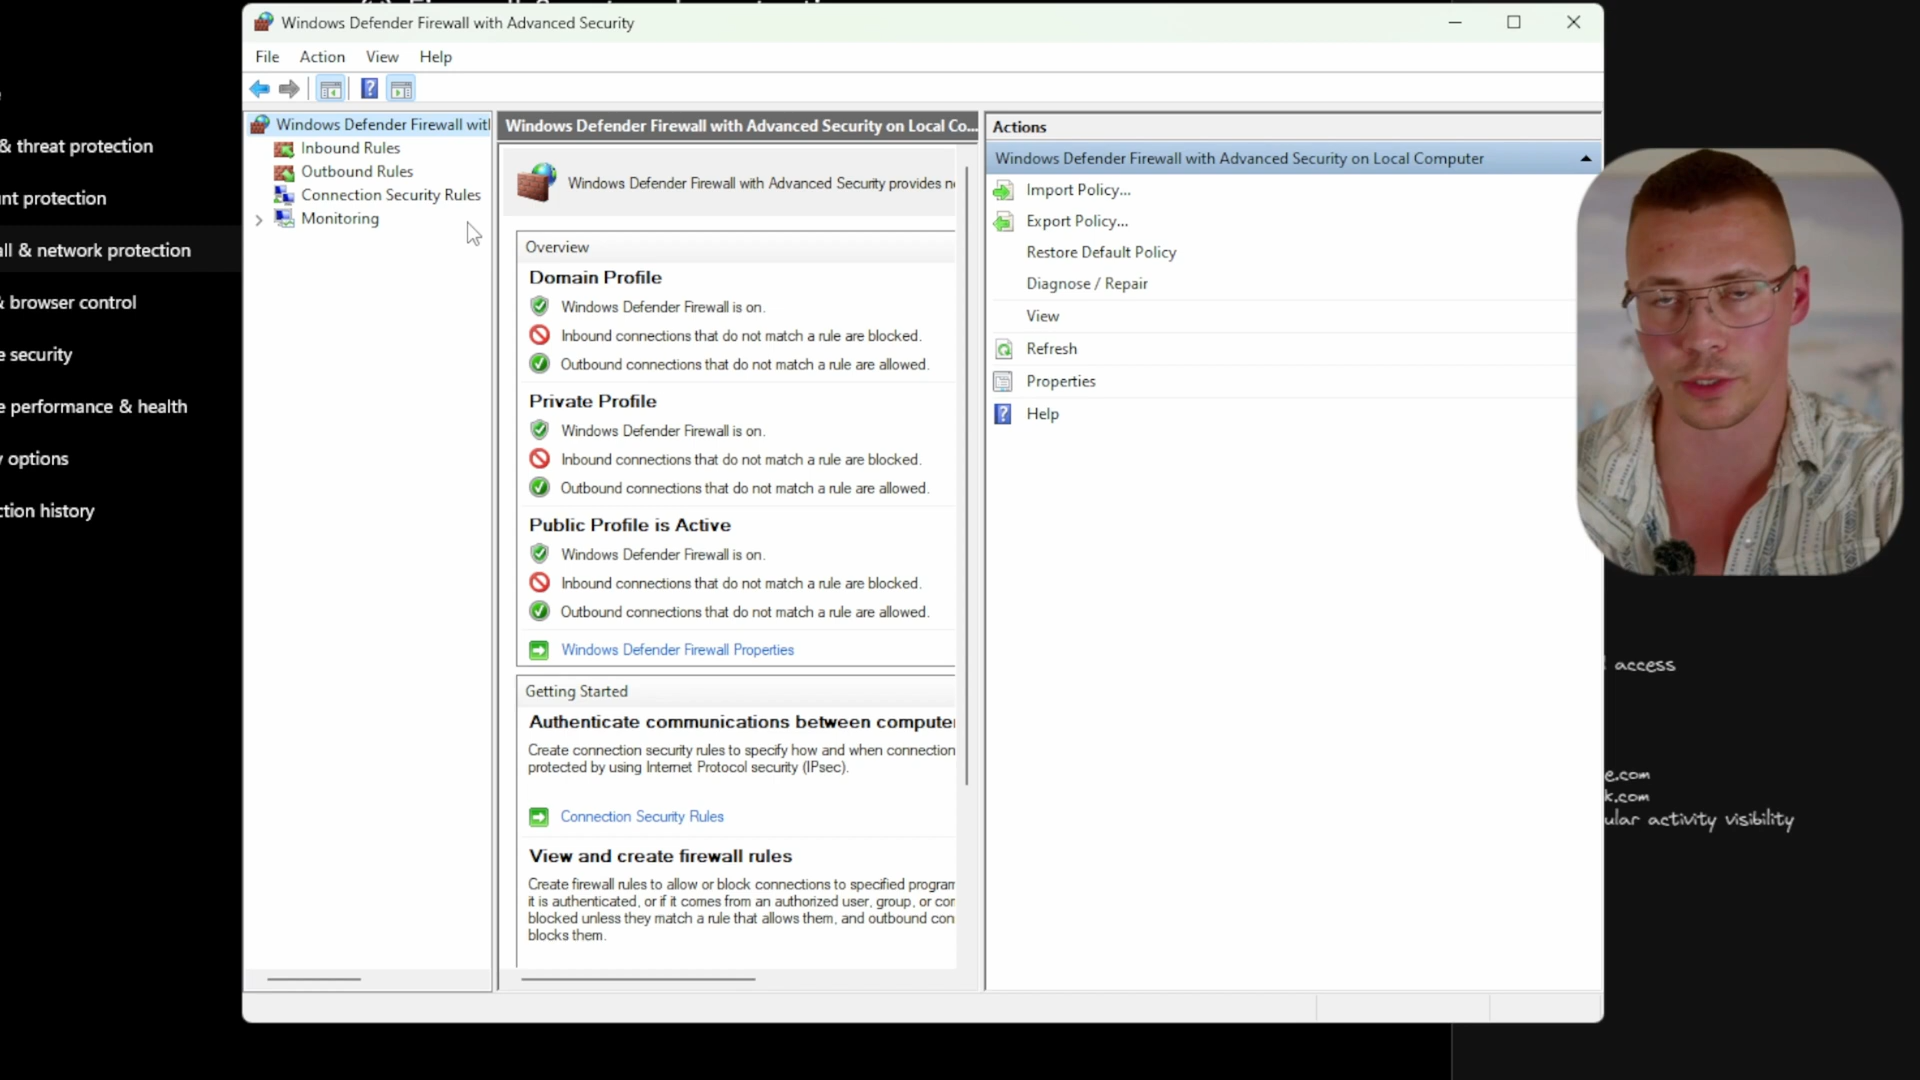 Windows Defender Firewall with Advanced Security
File Action View Help
& threat protection
nt protection
all & network protection
& browser control
e security
e performance & health
y options
ction history
Windows Defender Firewall wit
Inbound Rules
Outbound Rules
Connection Security Rules
Monitoring
Windows Defender Firewall with Advanced Security on Local Co...
Windows Defender Firewall with Advanced Security provides
Overview
Domain Profile
Windows Defender Firewall is on.
Inbound connections that do not match a rule are blocked.
Outbound connections that do not match a rule are allowed.
Private Profile
Windows Defender Firewall is on.
Inbound connections that do not match a rule are blocked.
Outbound connections that do not match a rule are allowed.
Public Profile is Active
Windows Defender Firewall is on.
Inbound connections that do not match a rule are blocked.
Outbound connections that do not match a rule are allowed.
Windows Defender Firewall Properties
Getting Started
Authenticate communications between compute
Create connection security rules to specify how and when connection
protected by using Internet Protocol security (IPsec).
Connection Security Rules
View and create firewall rules
Create firewall rules to allow or block connections to specified program
it is authenticated, or if it comes from an authorized user, group, or con
blocked unless they match a rule that allows them, and outbound con
blocks them.
Actions
Windows Defender Firewall with Advanced Security on Local Computer
Import Policy...
Export Policy...
Restore Default Policy
Diagnose / Repair
View
Refresh
Properties
Help
access
e.com
k.com
ular activity visibility